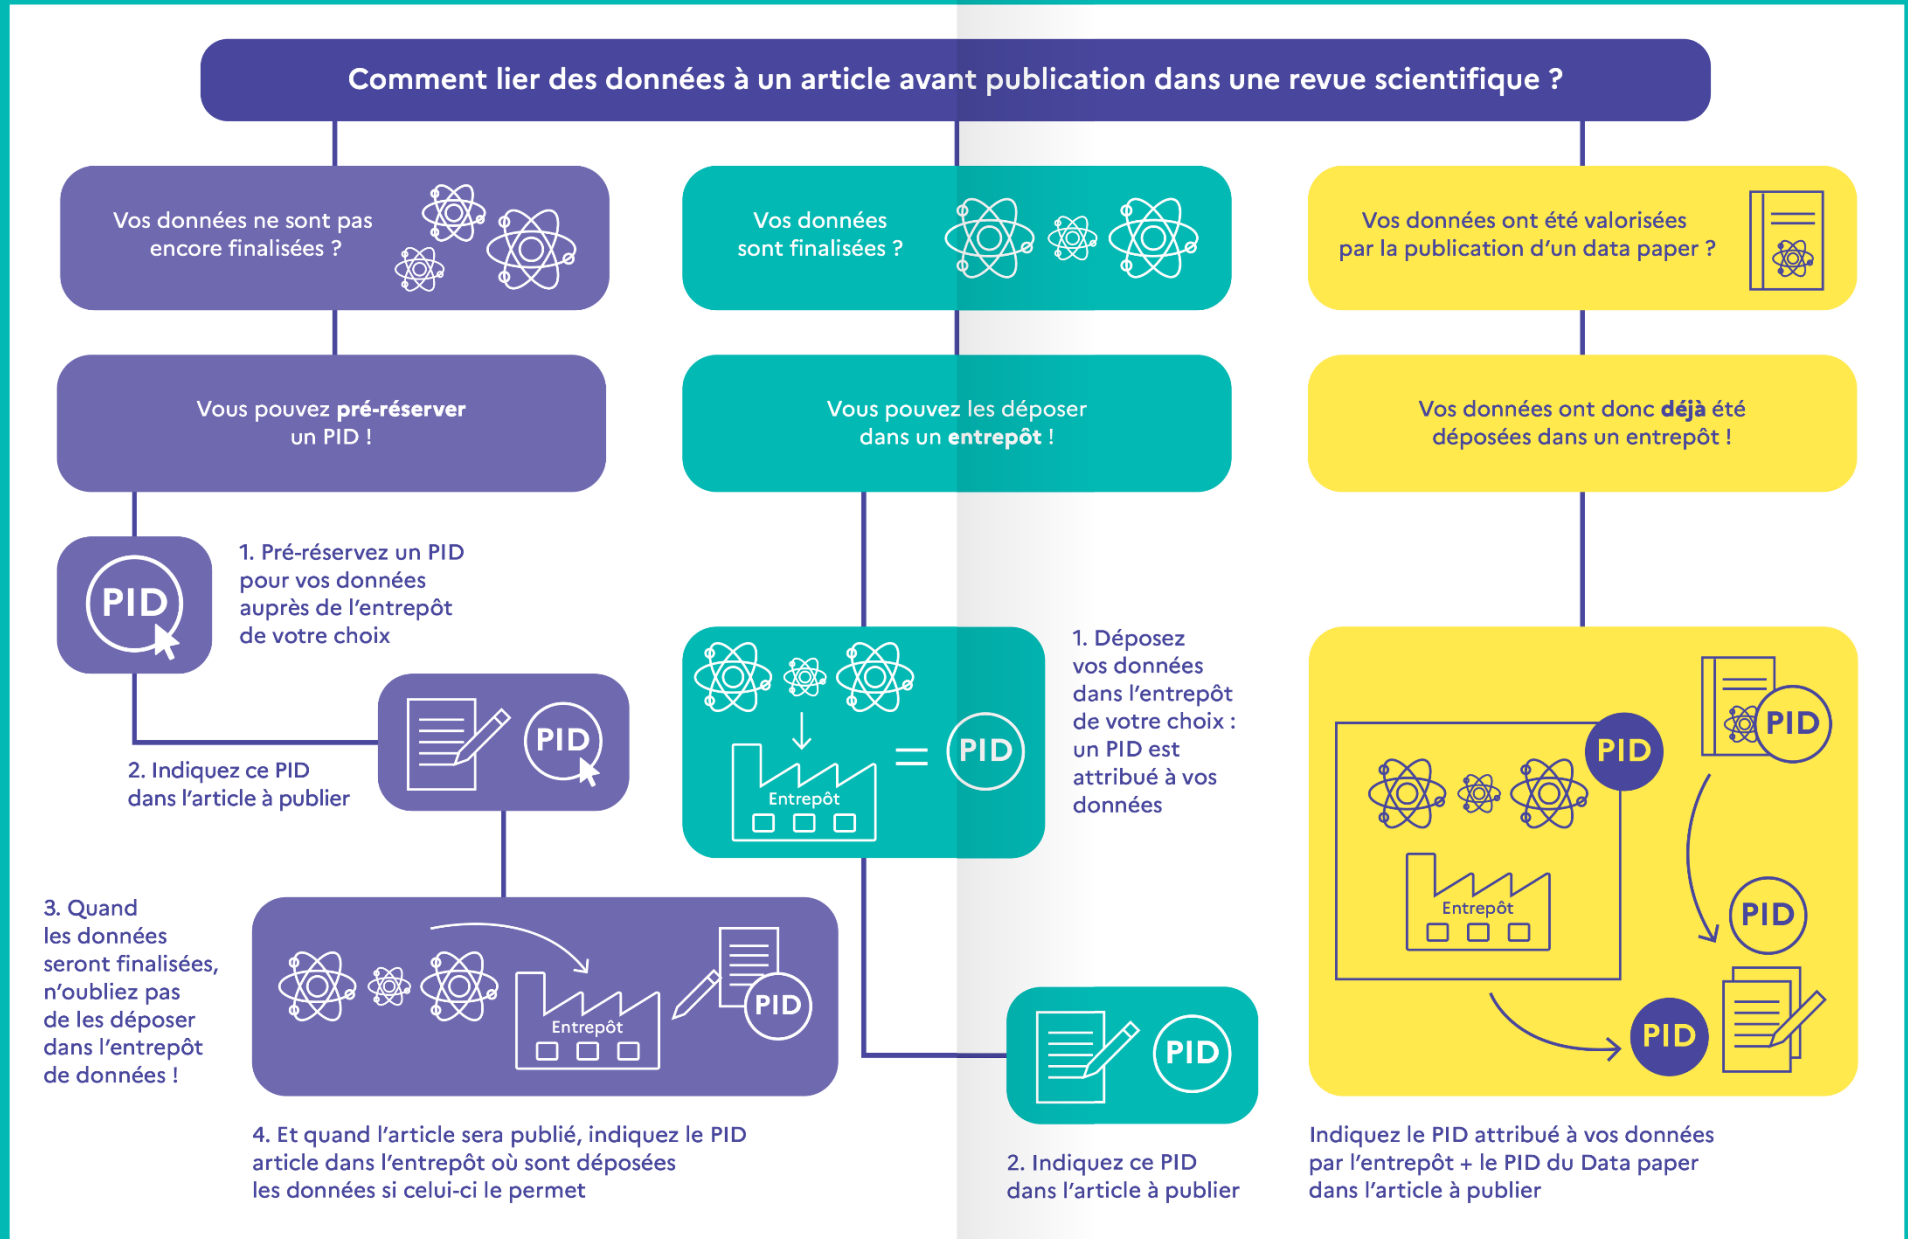 Comment lier des données à un article avant publication dans une revue scientifique ?
Vos données ne sont pas
encore finalisées ?
Vous pouvez pré-réserver
un PID !
PID
1. Pré-réservez un PID
pour vos données
auprès de l'entrepôt
de votre choix
PID
2. Indiquez ce PID
dans l'article à publier
3. Quand
les données
seront finalisées,
n'oubliez pas
de les déposer
dans l'entrepôt
de données !
Entrepôt
PID
4. Et quand l'article sera publié, indiquez le PID
article dans l'entrepôt où sont déposées
les données si celui-ci le permet
Vos données
sont finalisées ?
Vous pouvez les déposer
dans un entrepôt !
Entrepôt
=
PID
1. Déposez
vos données
dans l'entrepôt
de votre choix :
un PID est
attribué à vos
données
PID
2. Indiquez ce PID
dans l'article à publier
Vos données ont été valorisées
par la publication d'un data paper ?
Vos données ont donc déjà été
déposées dans un entrepôt !
PID
PID
Entrepôt
PID
PID
Indiquez le PID attribué à vos données
par l'entrepôt + le PID du Data paper
dans l'article à publier